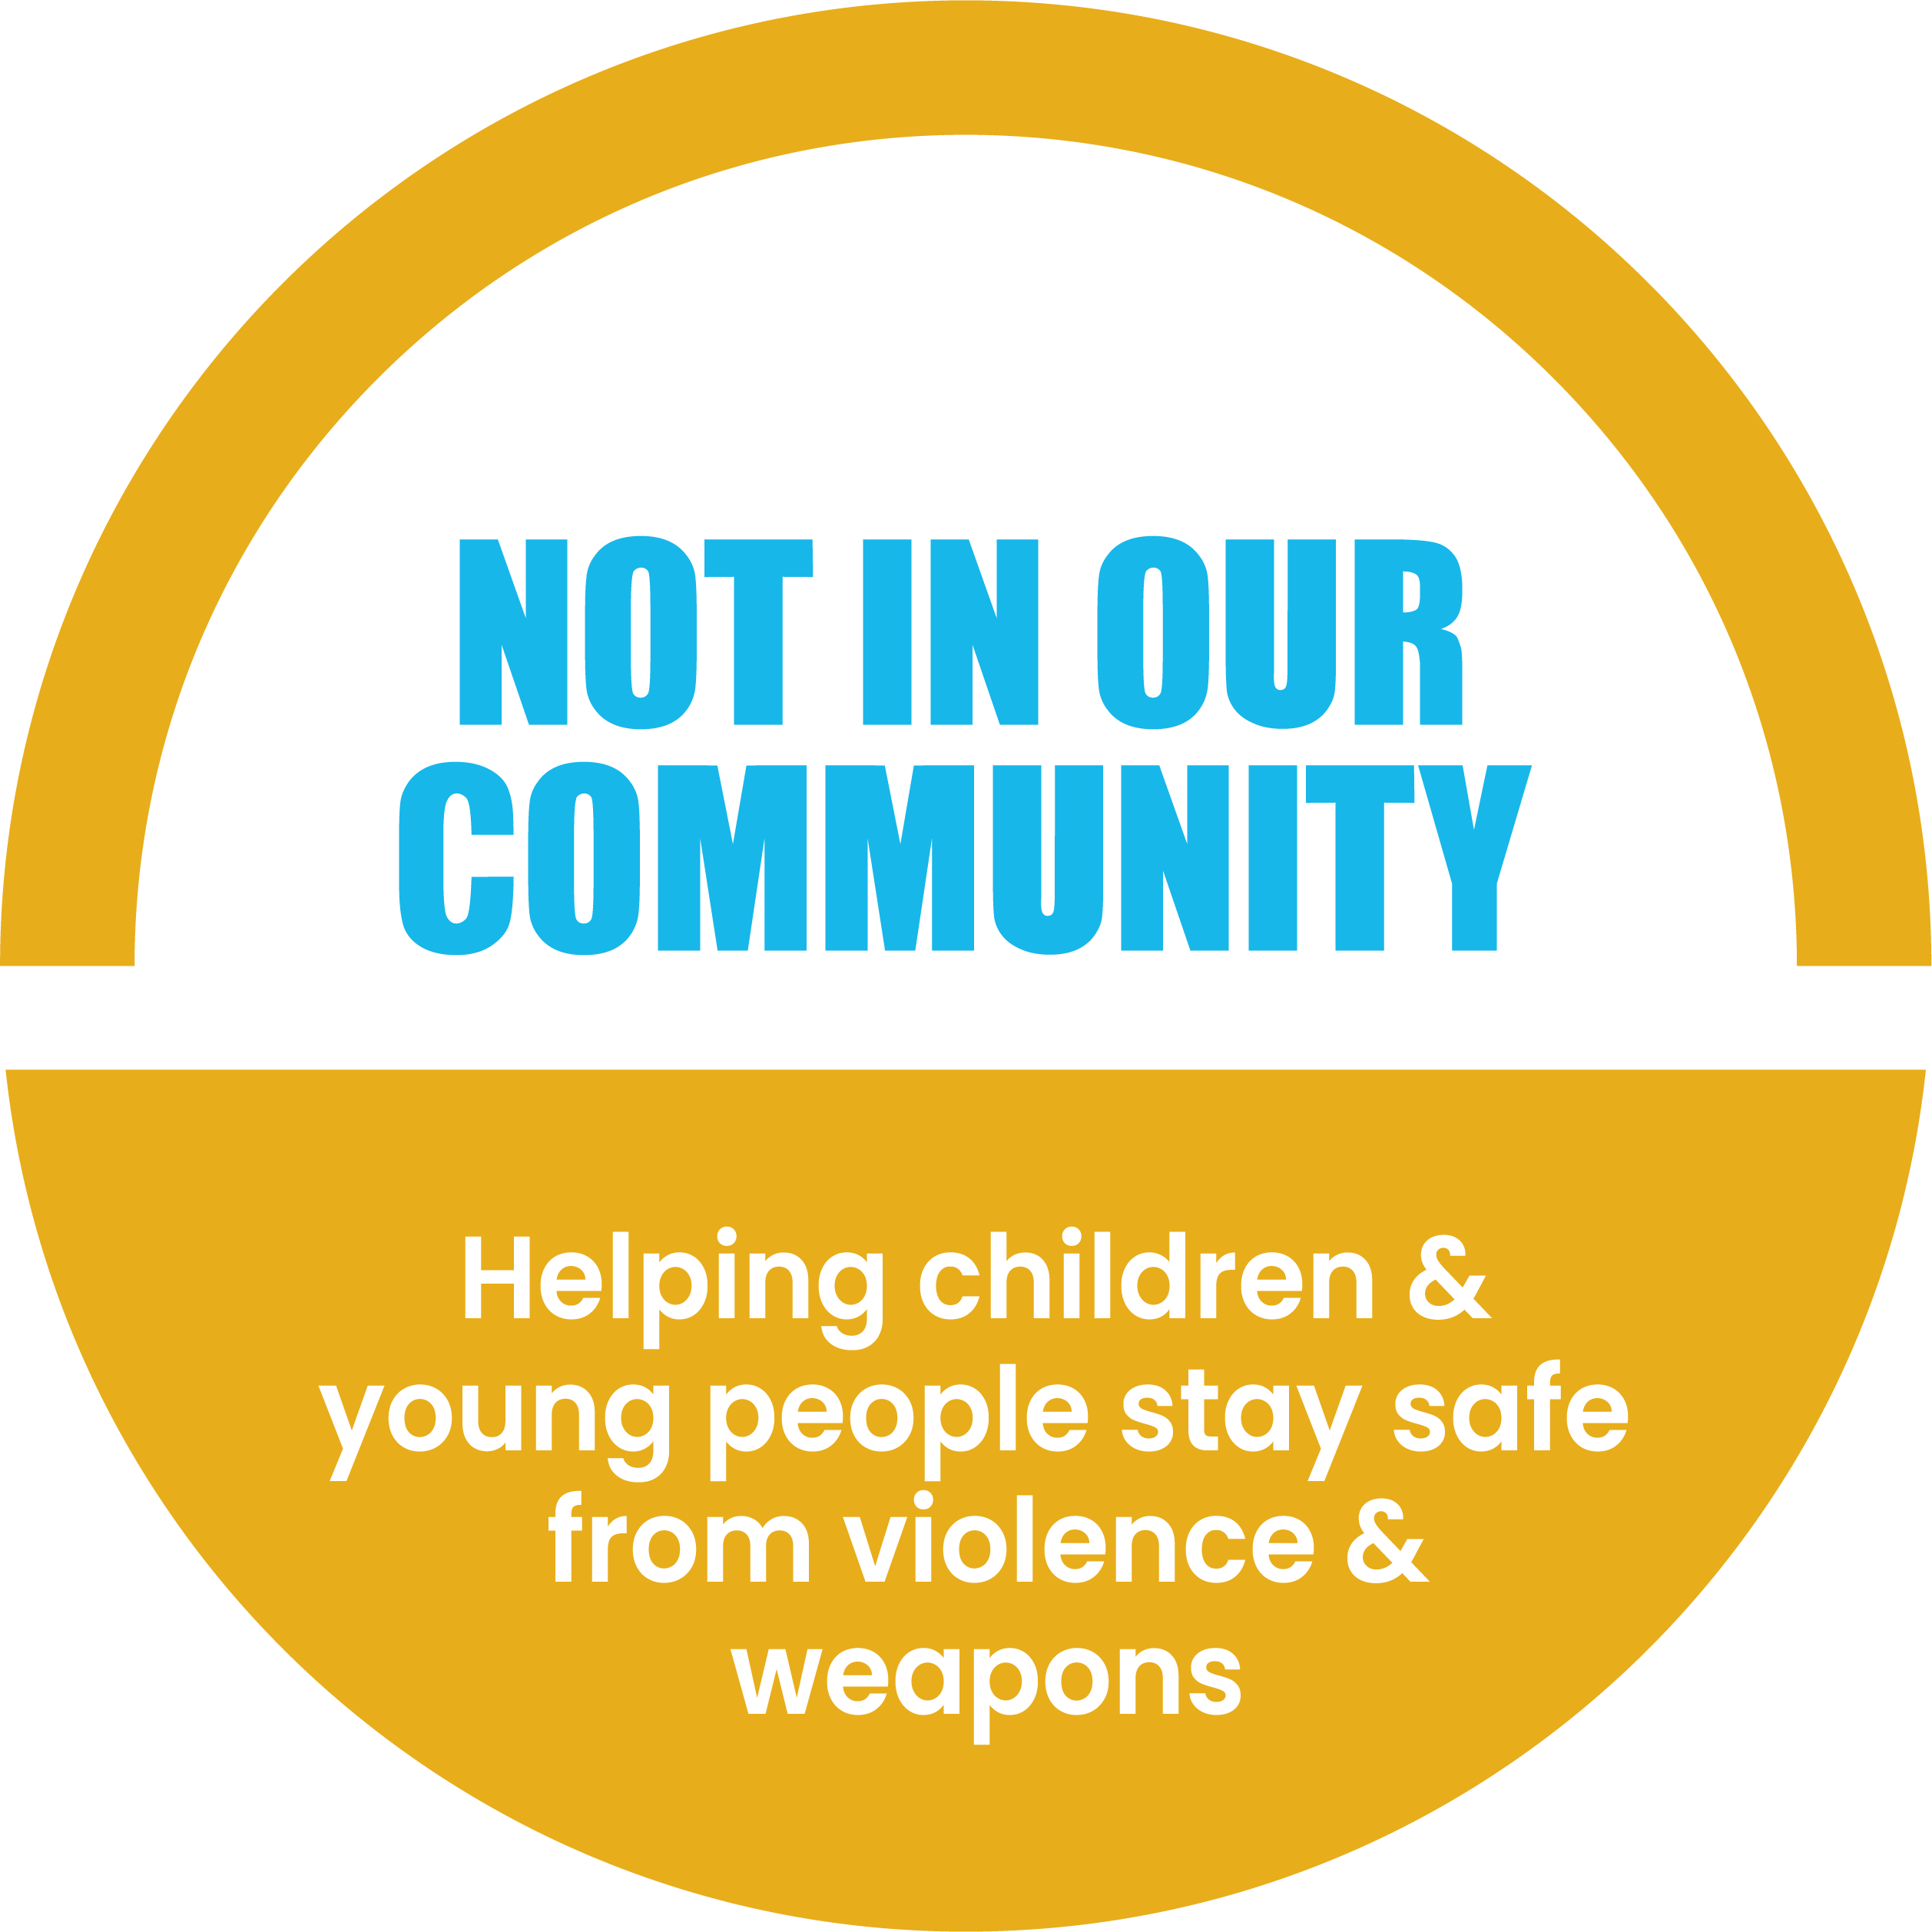 NOT IN OUR
COMMUNITY
Helping children &
young people stay safe
from violence &
weapons